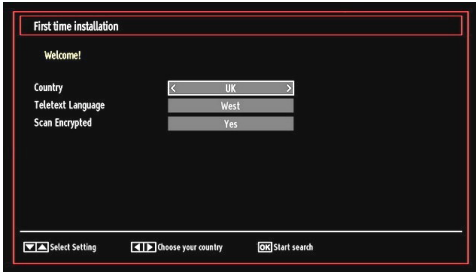 First time installation
Welcome!
Country < UK >
Teletext Language West
Scan Encrypted Yes
Select Setting Choose your country OK Start search